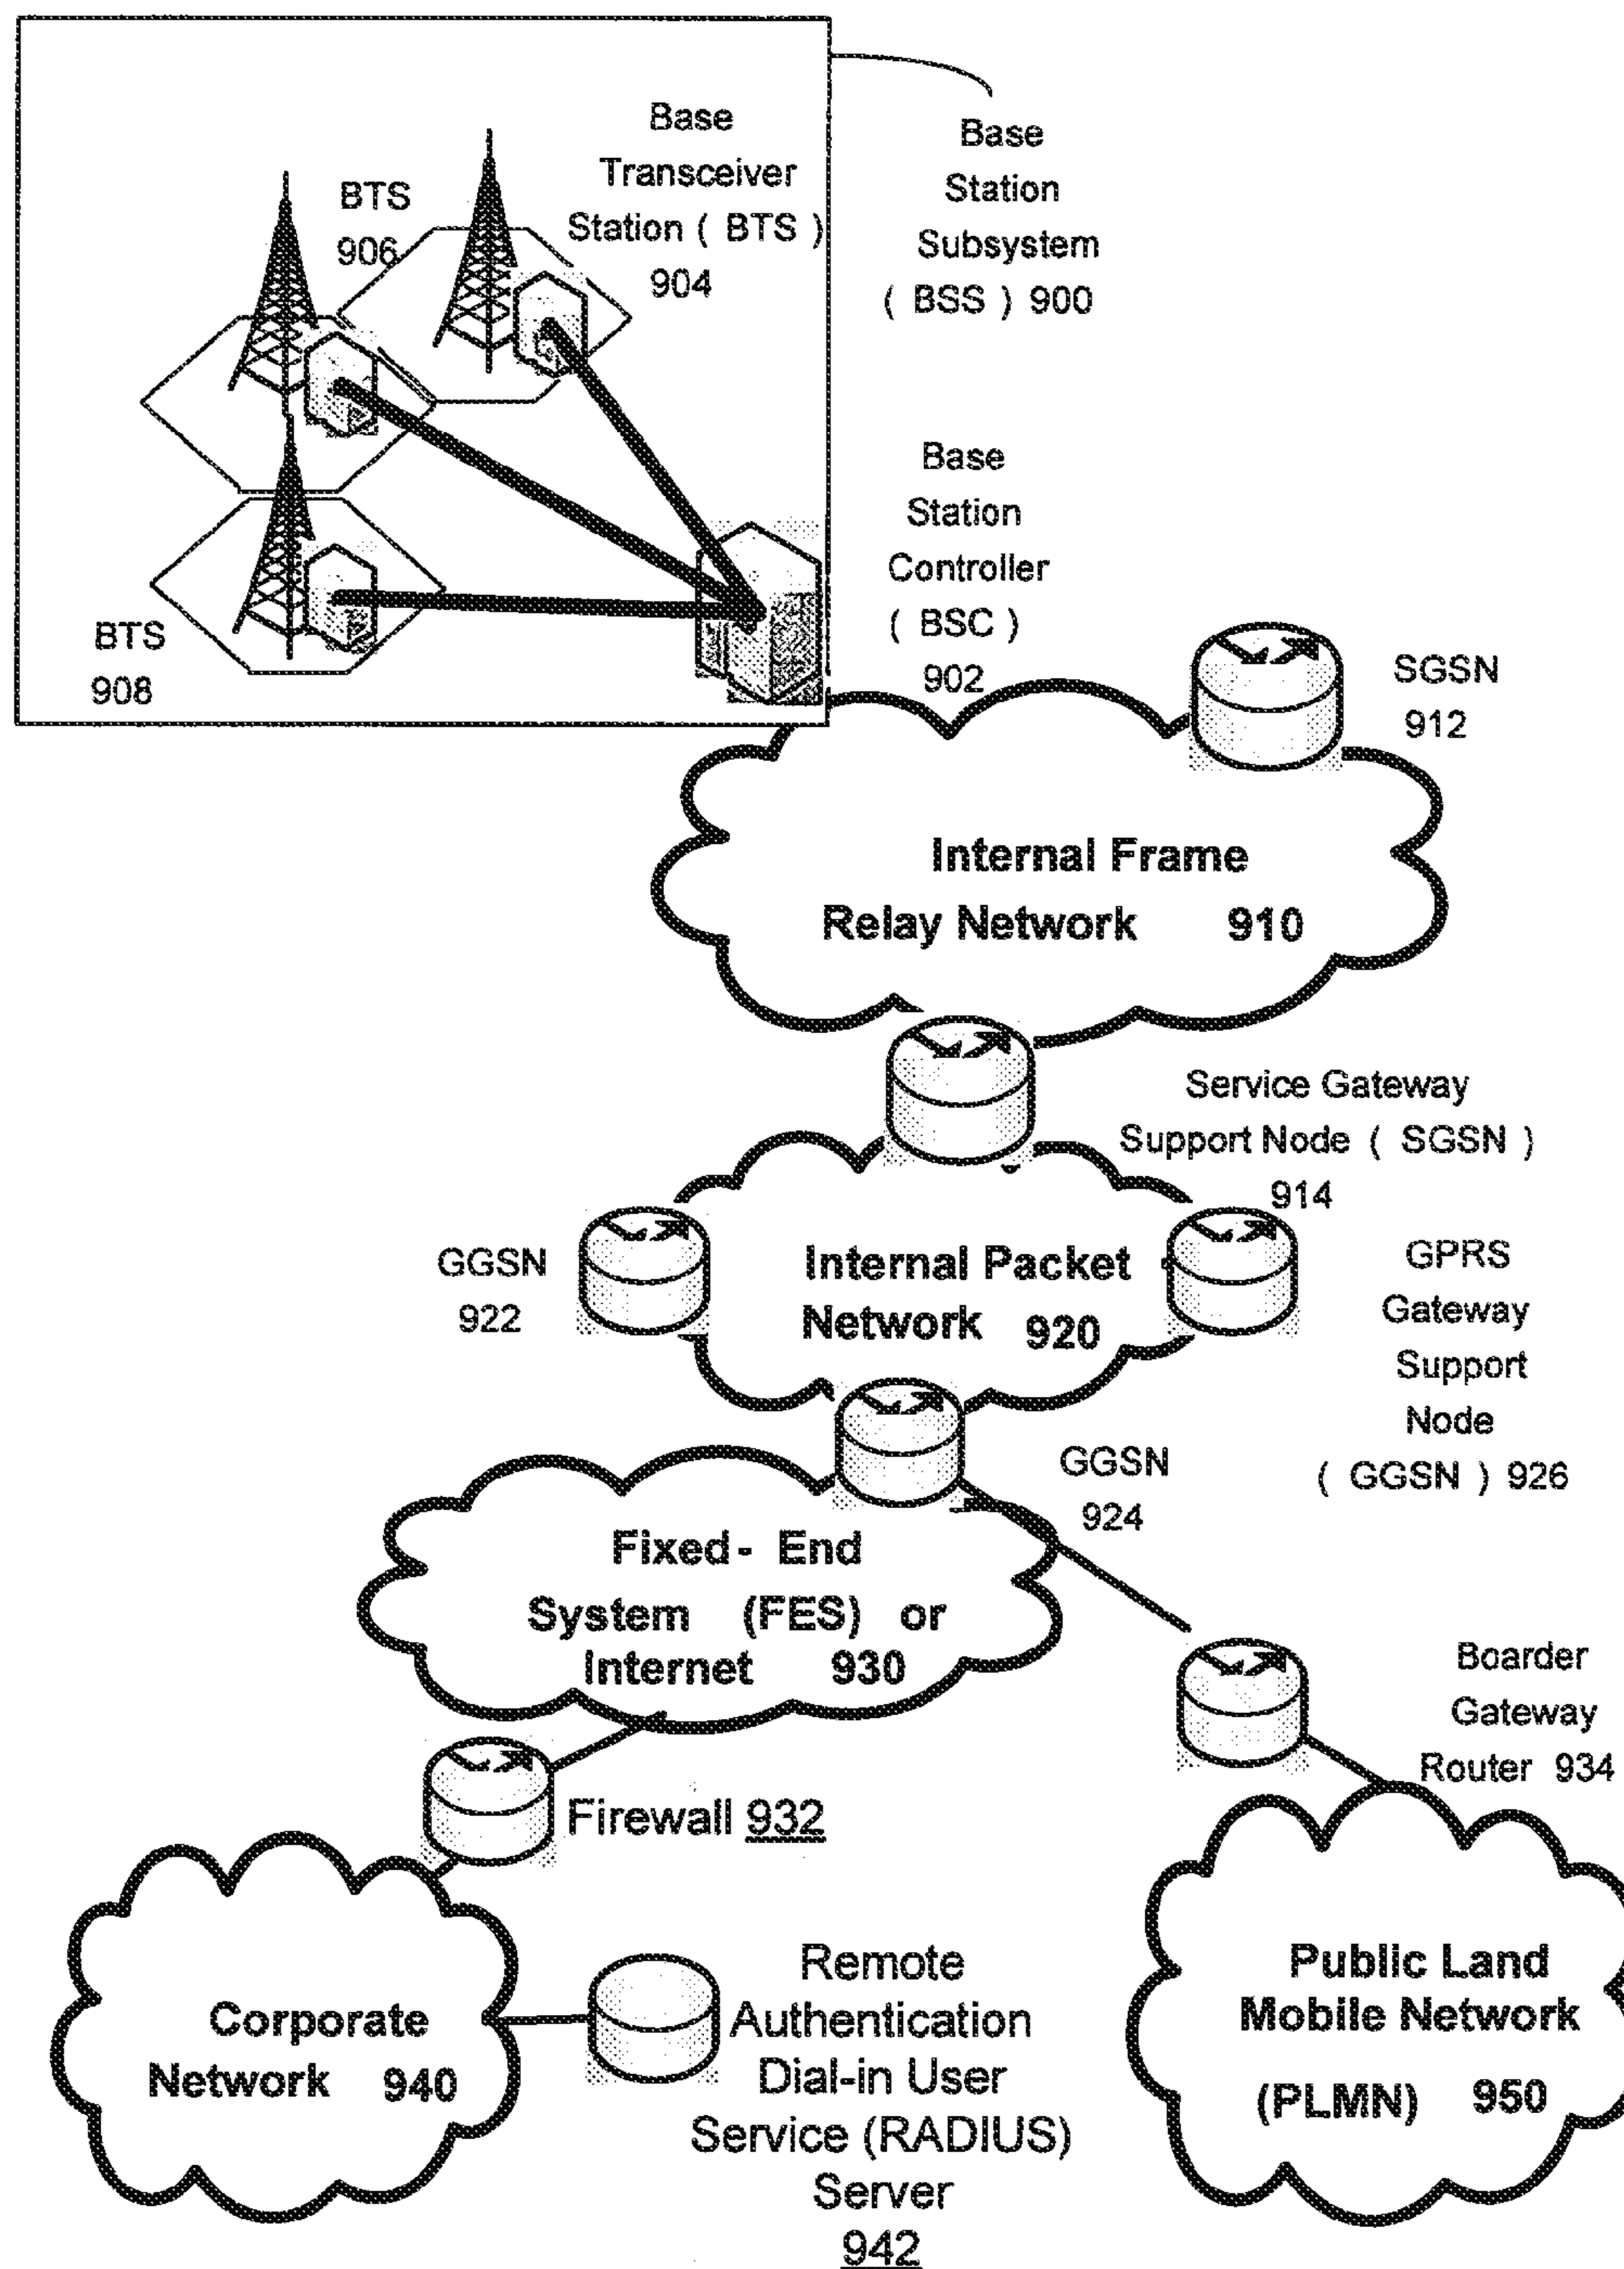 Base
Transceiver
Station ( BTS )
904
BTS
906
BTS
908
Base
Station
Subsystem
( BSS ) 900
Base
Station
Controller
( BSC )
902
SGSN
912
Internal Frame
Relay Network 910
Service Gateway
Support Node ( SGSN )
914
GGSN
922
Internal Packet
Network 920
GPRS
Gateway
Support
Node
( GGSN ) 926
GGSN
924
Fixed- End
System (FES) or
Internet 930
Boarder
Gateway
Router 934
Firewall 932
Corporate
Network 940
Remote
Authentication
Dial-in User
Service (RADIUS)
Server
942
Public Land
Mobile Network
(PLMN) 950